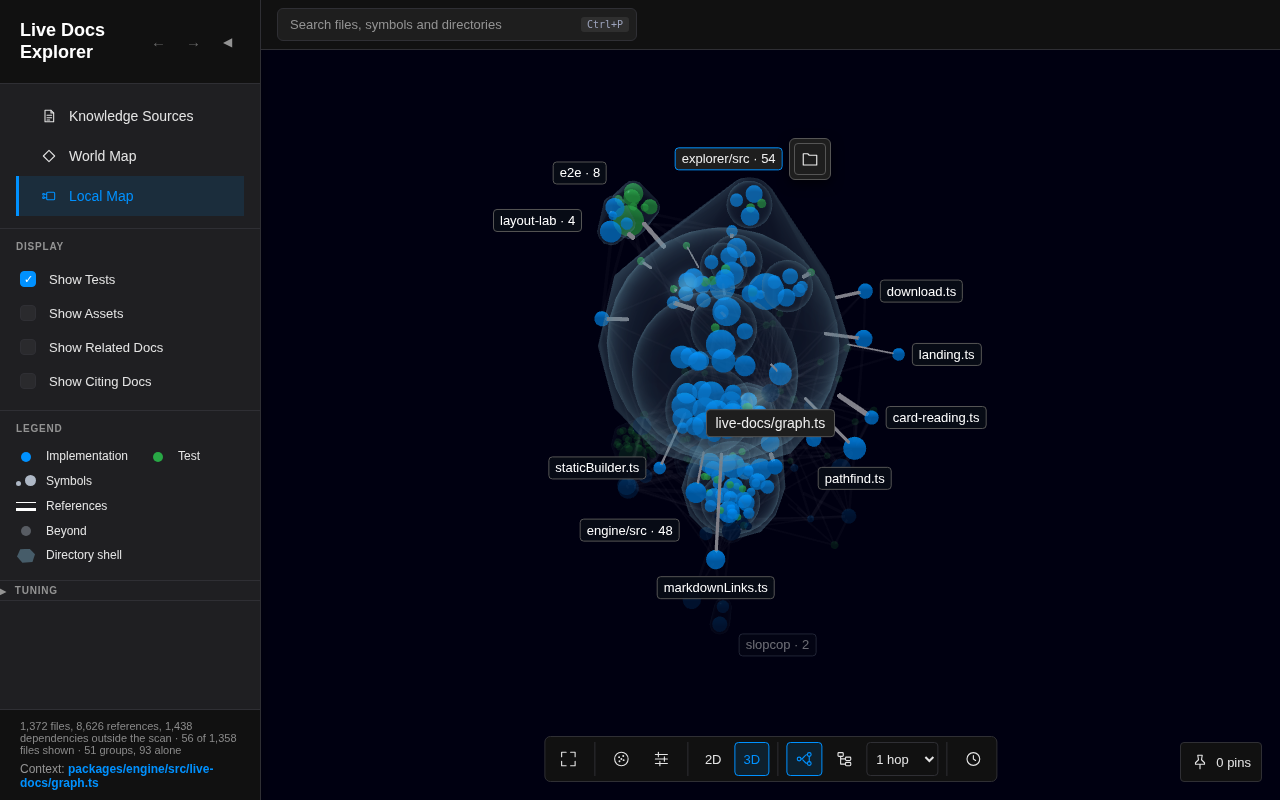 Live Docs
Explorer
Search files, symbols and directories
Ctrl+P
Knowledge Sources
World Map
Local Map
DISPLAY
Show Tests
Show Assets
Show Related Docs
Show Citing Docs
LEGEND
Implementation
Test
Symbols
References
Beyond
Directory shell
TUNING
1,372 files, 8,626 references, 1,438
dependencies outside the scan · 56 of 1,358
files shown · 51 groups, 93 alone
Context: packages/engine/src/live-
docs/graph.ts
explorer/src · 54
e2e · 8
layout-lab · 4
download.ts
landing.ts
card-reading.ts
live-docs/graph.ts
staticBuilder.ts
pathfind.ts
engine/src · 48
markdownLinks.ts
slopcop · 2
2D
3D
1 hop
0 pins